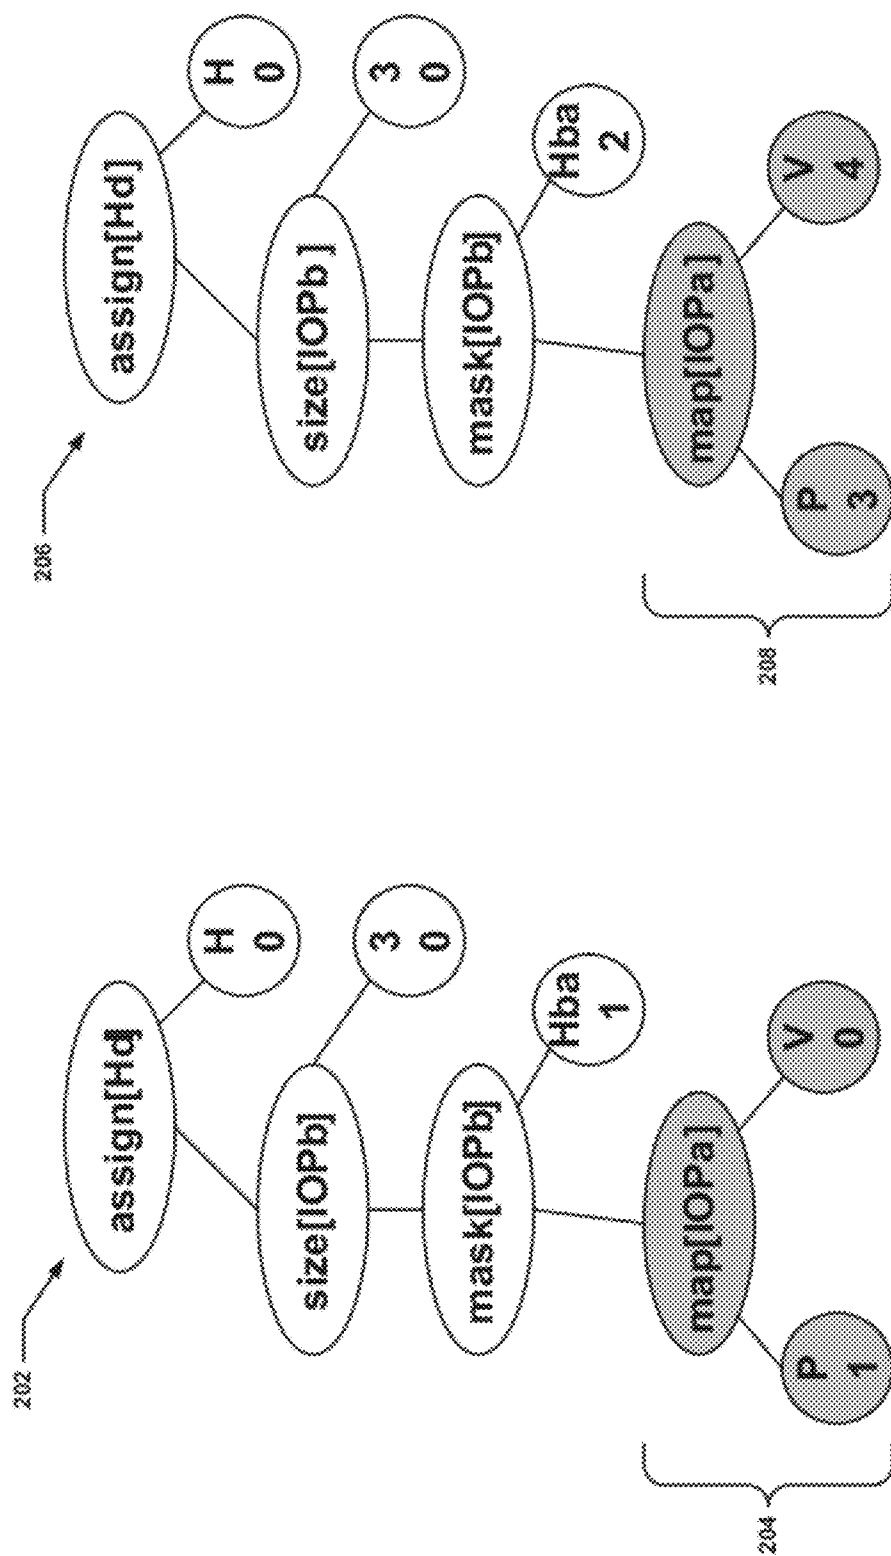 202
assign[Hd]
H
0
size[IOPb]
3
0
mask[IOPb]
Hba
1
map[IOPa]
P
1
V
0
204
206
assign[Hd]
H
0
size[IOPb ]
3
0
mask[IOPb]
Hba
2
map[IOPa]
P
3
V
4
208